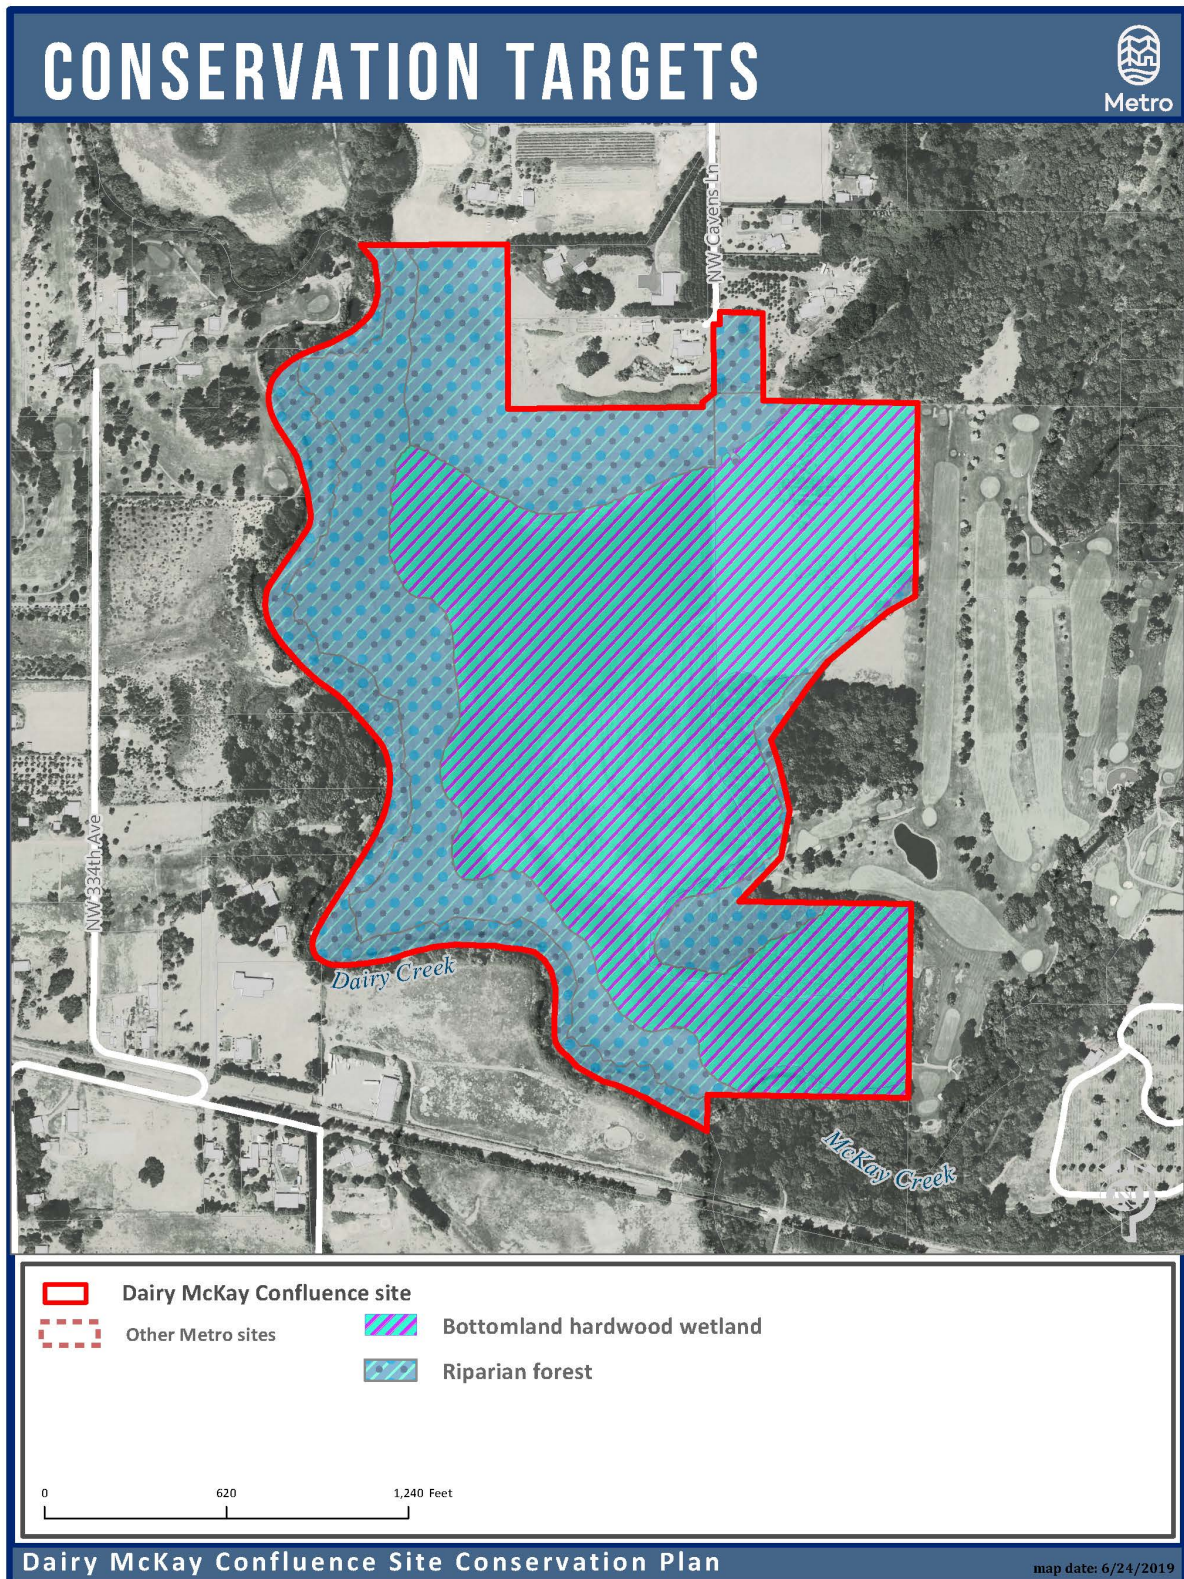 CONSERVATION TARGETS
Metro
NW Cavens Ln
NW 334th Ave
Dairy Creek
McKay Creek
N
Dairy McKay Confluence site
Other Metro sites
Bottomland hardwood wetland
Riparian forest
0 620 1,240 Feet
Dairy McKay Confluence Site Conservation Plan
map date: 6/24/2019